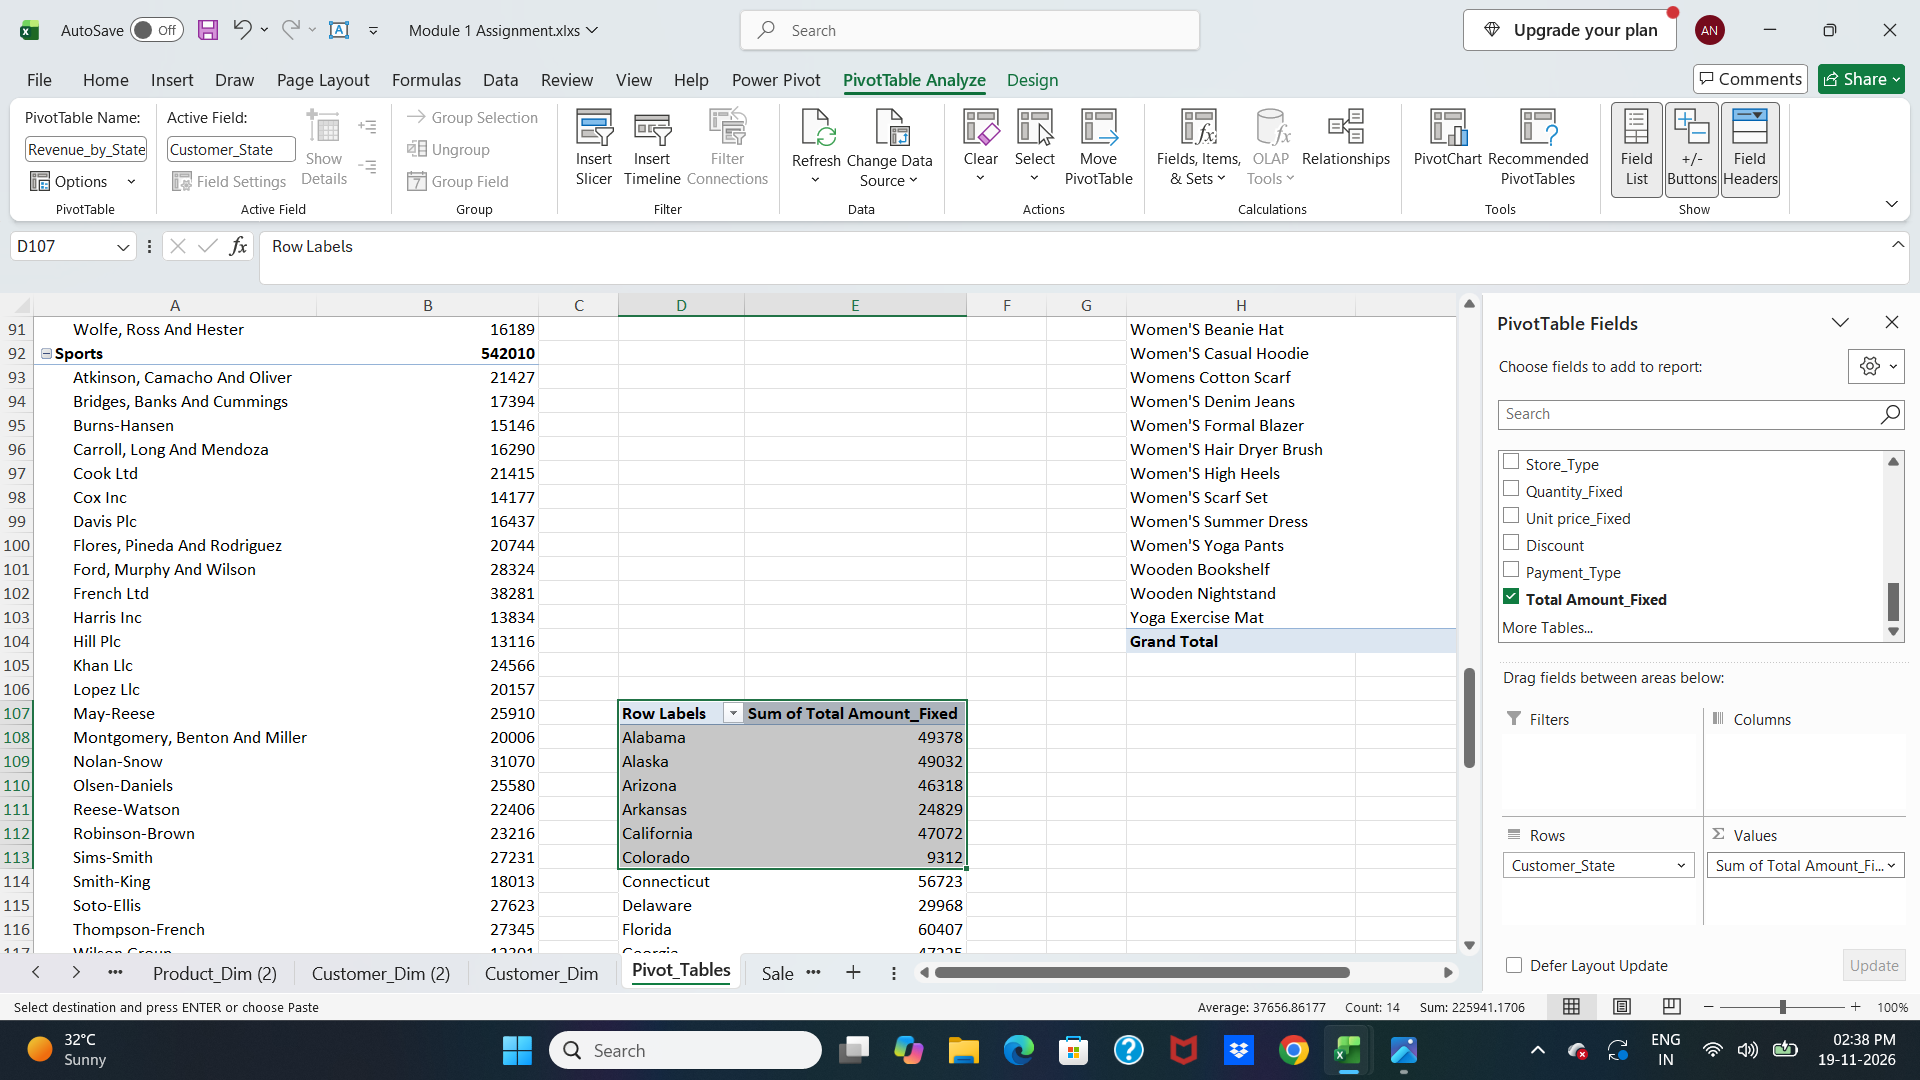 AutoSave Off Module 1 Assignment.xlxs Search Upgrade your plan AN
File Home Insert Draw Page Layout Formulas Data Review View Help Power Pivot PivotTable Analyze Design Comments Share
PivotTable Name:
Revenue_by_State
Options
PivotTable
Active Field:
Customer_State
Field Settings
Show Details
Active Field
Group Selection
Ungroup
Group Field
Group
Insert Slicer
Insert Timeline
Filter Connections
Filter
Refresh
Change Data Source
Data
Clear
Select
Move PivotTable
Actions
Fields, Items, & Sets
OLAP Tools
Relationships
Calculations
PivotChart
Recommended PivotTables
Tools
Field List
+/- Buttons
Field Headers
Show
D107 fx Row Labels
A B C D E F G H
91 Wolfe, Ross And Hester 16189 Women'S Beanie Hat
92 Sports 542010 Women'S Casual Hoodie
93 Atkinson, Camacho And Oliver 21427 Womens Cotton Scarf
94 Bridges, Banks And Cummings 17394 Women'S Denim Jeans
95 Burns-Hansen 15146 Women'S Formal Blazer
96 Carroll, Long And Mendoza 16290 Women'S Hair Dryer Brush
97 Cook Ltd 21415 Women'S High Heels
98 Cox Inc 14177 Women'S Scarf Set
99 Davis Plc 16437 Women'S Summer Dress
100 Flores, Pineda And Rodriguez 20744 Women'S Yoga Pants
101 Ford, Murphy And Wilson 28324 Wooden Bookshelf
102 French Ltd 38281 Wooden Nightstand
103 Harris Inc 13834 Yoga Exercise Mat
104 Hill Plc 13116 Grand Total
105 Khan Llc 24566
106 Lopez Llc 20157
107 May-Reese 25910 Row Labels Sum of Total Amount_Fixed
108 Montgomery, Benton And Miller 20006 Alabama 49378
109 Nolan-Snow 31070 Alaska 49032
110 Olsen-Daniels 25580 Arizona 46318
111 Reese-Watson 22406 Arkansas 24829
112 Robinson-Brown 23216 California 47072
113 Sims-Smith 27231 Colorado 9312
114 Smith-King 18013 Connecticut 56723
115 Soto-Ellis 27623 Delaware 29968
116 Thompson-French 27345 Florida 60407
117 Wilson Group 12301 Georgia 47225
PivotTable Fields
Choose fields to add to report:
Search
Store_Type
Quantity_Fixed
Unit price_Fixed
Discount
Payment_Type
Total Amount_Fixed
More Tables...
Drag fields between areas below:
Filters Columns
Rows Values
Customer_State Sum of Total Amount_Fi...
Defer Layout Update Update
Product_Dim (2) Customer_Dim (2) Customer_Dim Pivot_Tables Sale
Select destination and press ENTER or choose Paste Average: 37656.86177 Count: 14 Sum: 225941.1706 100%
32°C
Sunny
Search
ENG
IN
02:38 PM
19-11-2026